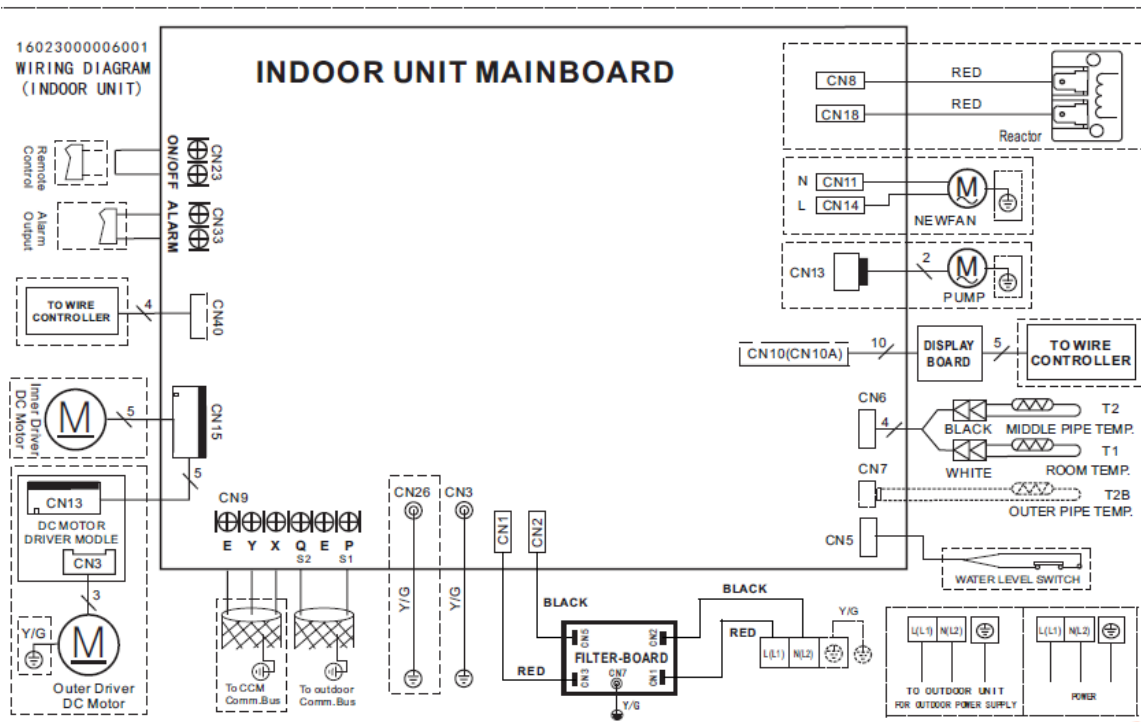 16023000006001
WIRING DIAGRAM
(INDOOR UNIT)
INDOOR UNIT MAINBOARD
Remote
Control
ON/OFF
CN23
Alarm
Output
ALARM
CN33
TO WIRE
CONTROLLER
4
CN40
Inner Driver
DC Motor
M
5
CN15
5
CN13
DC MOTOR
DRIVER MODLE
CN3
3
Y/G
M
Outer Driver
DC Motor
CN9
E Y X Q E P
S2 S1
To CCM
Comm.Bus
To outdoor
Comm.Bus
CN26
Y/G
CN3
Y/G
CN1
CN2
BLACK
RED
CN5
CN2
FILTER-BOARD
CN3
CN7
CN1
Y/G
BLACK
RED
L(L1) N(L2)
Y/G
CN8
RED
CN18
RED
Reactor
N CN11
L CN14
M
NEWFAN
CN13
2
M
PUMP
CN10(CN10A)
10
DISPLAY
BOARD
5
TO WIRE
CONTROLLER
CN6
4
BLACK
T2
MIDDLE PIPE TEMP.
WHITE
T1
ROOM TEMP.
CN7
T2B
OUTER PIPE TEMP.
CN5
WATER LEVEL SWITCH
L(L1) N(L2)
TO OUTDOOR UNIT
FOR OUTDOOR POWER SUPPLY
L(L1) N(L2)
POWER